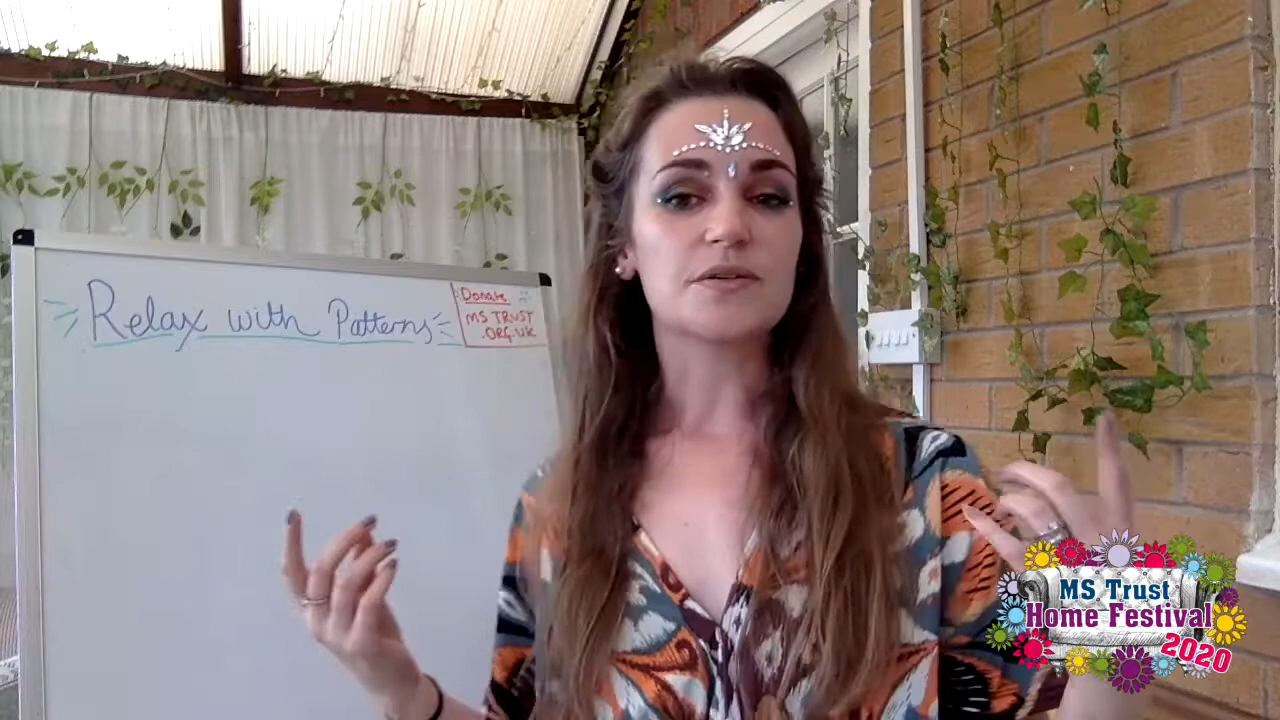 Relax with Patterns
Donate
MS TRUST
.ORG.UK
MS Trust
Home Festival
2020